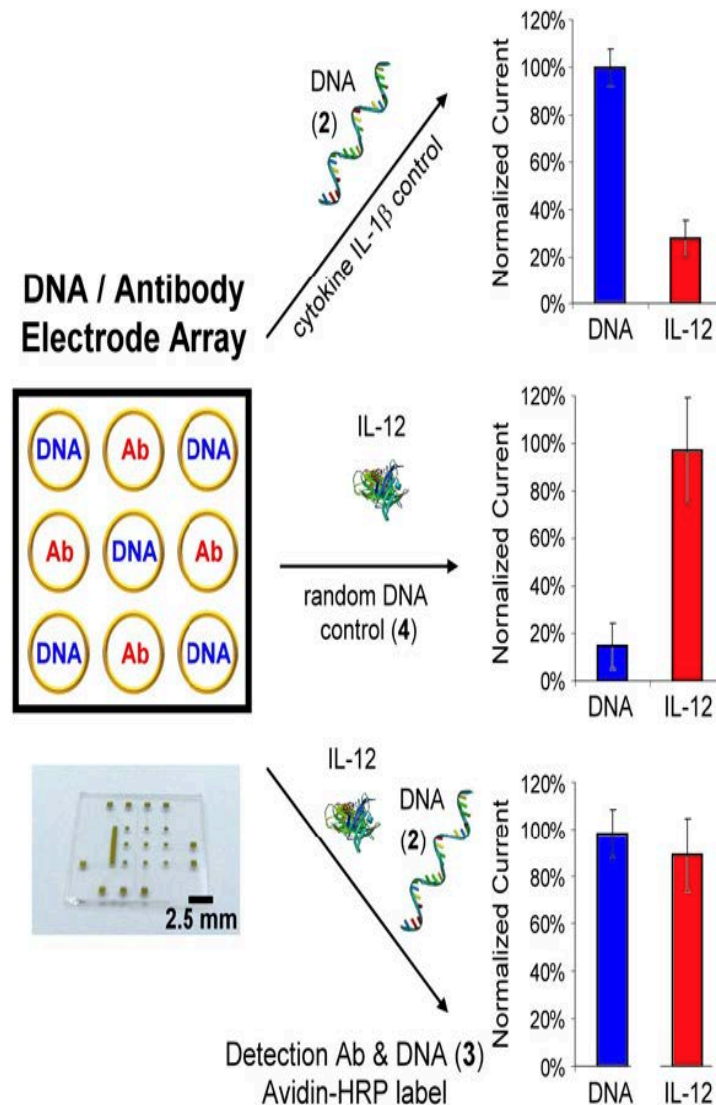 DNA
(2)
cytokine IL-1β control
Normalized Current
120%
100%
80%
60%
40%
20%
0%
DNA IL-12
DNA / Antibody
Electrode Array
DNA Ab DNA
Ab DNA Ab
DNA Ab DNA
IL-12
random DNA
control (4)
Normalized Current
120%
100%
80%
60%
40%
20%
0%
DNA IL-12
2.5 mm
IL-12
DNA
(2)
Detection Ab & DNA (3)
Avidin-HRP label
Normalized Current
120%
100%
80%
60%
40%
20%
0%
DNA IL-12